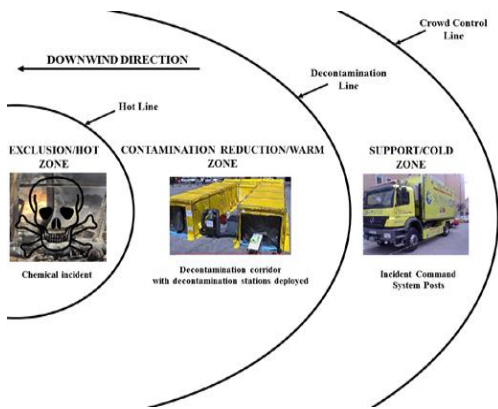 Crowd Control
Line
DOWNWIND DIRECTION
Decontamination
Line
Hot Line
EXCLUSION/HOT
ZONE
CONTAMINATION REDUCTION/WARM
ZONE
SUPPORT/COLD
ZONE
Chemical incident
Decontamination corridor
with decontamination stations deployed
Incident Command
System Posts